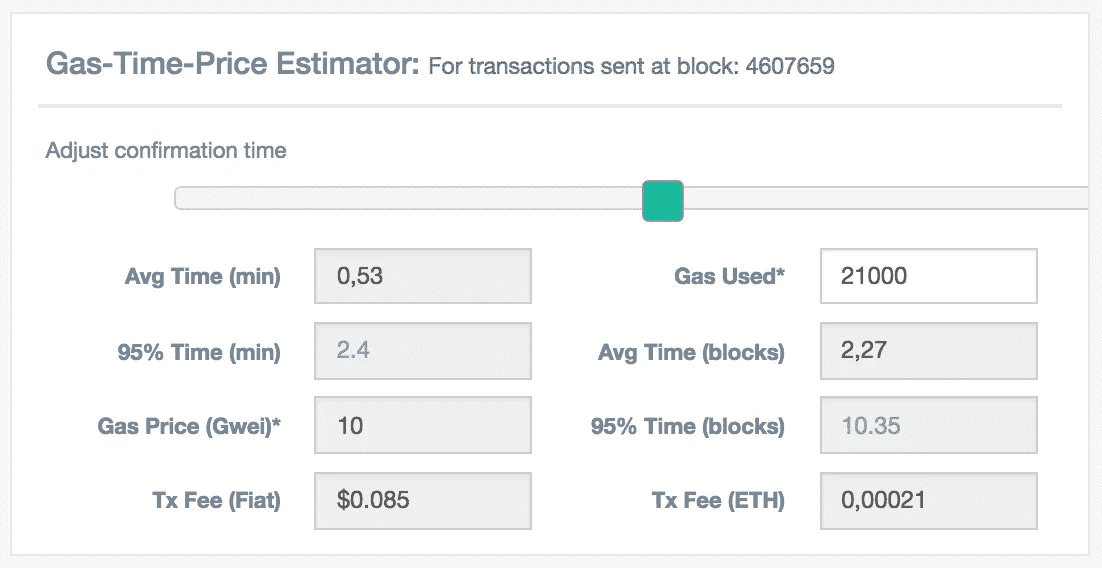 Gas-Time-Price Estimator: For transactions sent at block: 4607659
Adjust confirmation time
Avg Time (min) 0,53 Gas Used* 21000
95% Time (min) 2.4 Avg Time (blocks) 2,27
Gas Price (Gwei)* 10 95% Time (blocks) 10.35
Tx Fee (Fiat) $0.085 Tx Fee (ETH) 0,00021